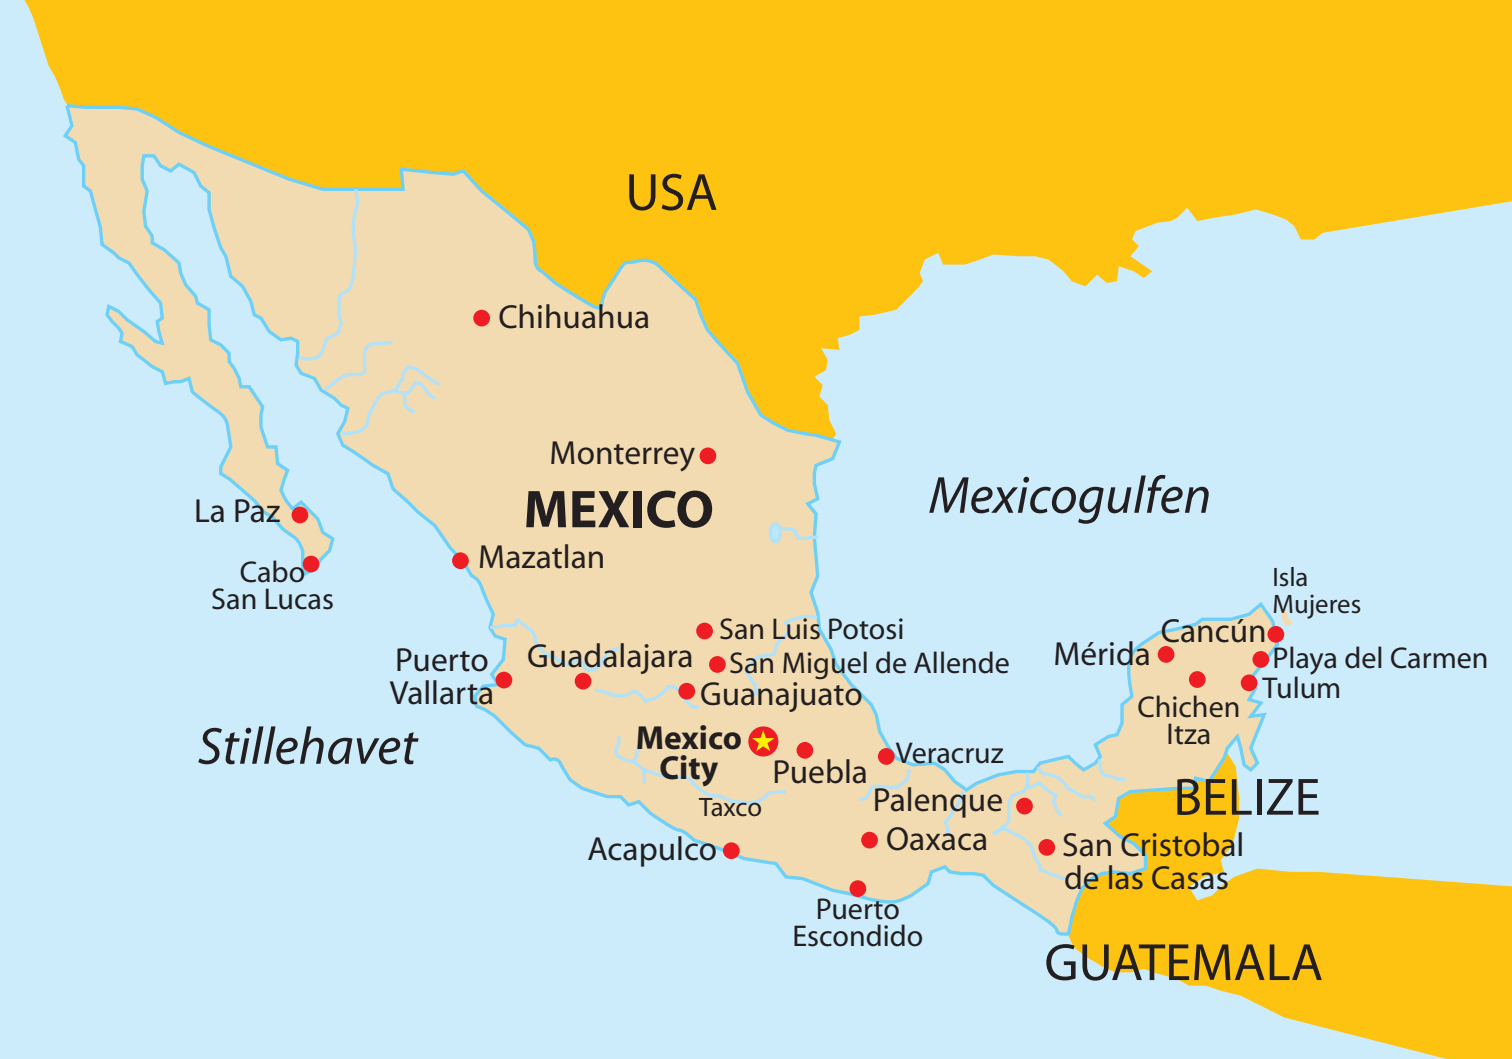 USA
Chihuahua
Monterrey
MEXICO
Mexicogulfen
La Paz
Mazatlan
Cabo
San Lucas
Isla
Mujeres
San Luis Potosi
Cancún
Puerto
Vallarta
Guadalajara
San Miguel de Allende
Mérida
Playa del Carmen
Guanajuato
Tulum
Chichen
Itza
Stillehavet
Mexico
City
Puebla
Veracruz
Taxco
Palenque
BELIZE
Acapulco
Oaxaca
San Cristobal
de las Casas
Puerto
Escondido
GUATEMALA